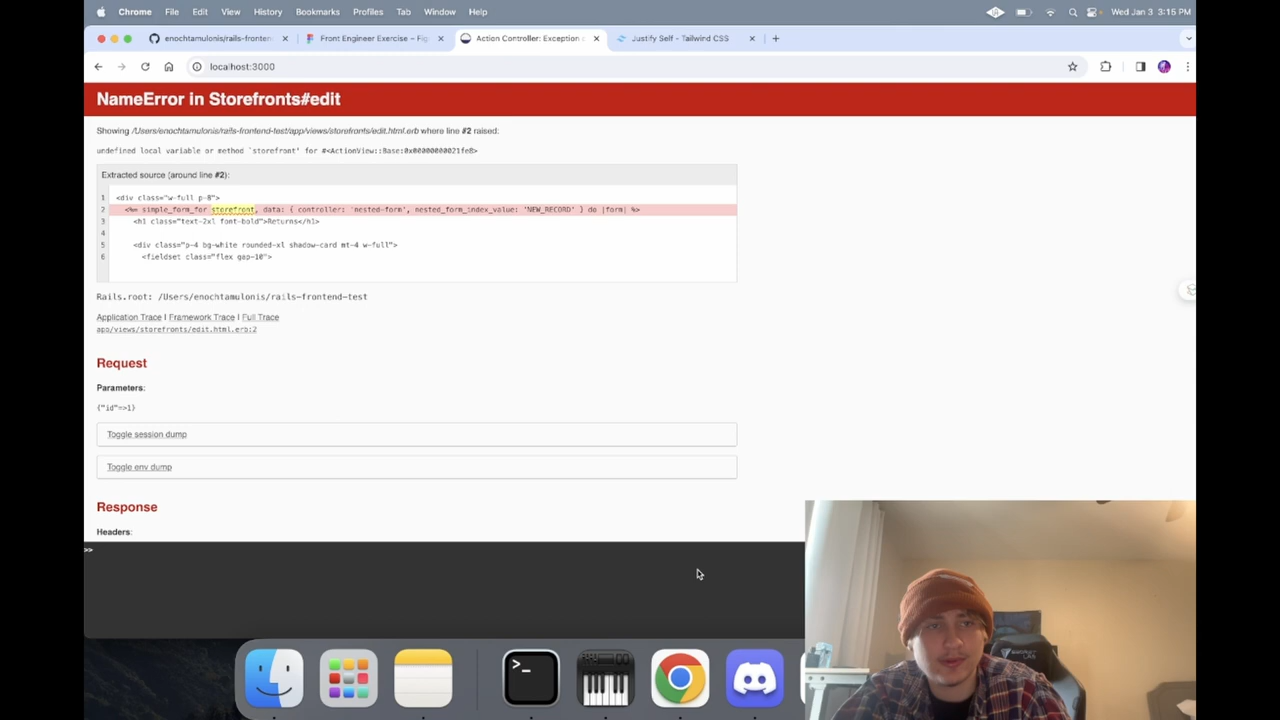 Chrome File Edit View History Bookmarks Profiles Tab Window Help Wed Jan 3 3:15 PM
enochtamulonis/rails-fronten Front Engineer Exercise – Fig Action Controller: Exception Justify Self - Tailwind CSS
localhost:3000
NameError in Storefronts#edit
Showing /Users/enochtamulonis/rails-frontend-test/app/views/storefronts/edit.html.erb where line #2 raised:
undefined local variable or method `storefront' for #<ActionView::Base:0x00000000021fe8>
Extracted source (around line #2):
1 <div class="w-full p-8">
2 <%= simple_form_for storefront, data: { controller: 'nested-form', nested_form_index_value: 'NEW_RECORD' } do |form| %>
3 <h1 class="text-2xl font-bold">Returns</h1>
4
5 <div class="p-4 bg-white rounded-xl shadow-card mt-4 w-full">
6 <fieldset class="flex gap-10">
Rails.root: /Users/enochtamulonis/rails-frontend-test
Application Trace | Framework Trace | Full Trace
app/views/storefronts/edit.html.erb:2
Request
Parameters:
{"id"=>1}
Toggle session dump
Toggle env dump
Response
Headers:
>>
>_